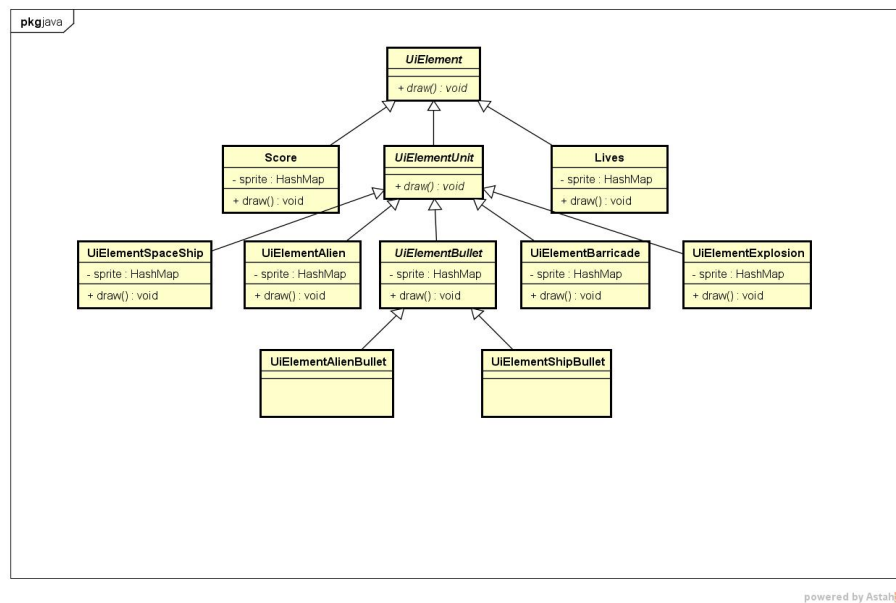 pkg java
UiElement
+ draw() : void
Score
- sprite : HashMap
+ draw() : void
UiElementUnit
+ draw() : void
Lives
- sprite : HashMap
+ draw() : void
UiElementSpaceShip
- sprite : HashMap
+ draw() : void
UiElementAlien
- sprite : HashMap
+ draw() : void
UiElementBullet
- sprite : HashMap
+ draw() : void
UiElementBarricade
- sprite : HashMap
+ draw() : void
UiElementExplosion
- sprite : HashMap
+ draw() : void
UiElementAlienBullet
UiElementShipBullet
powered by Astah